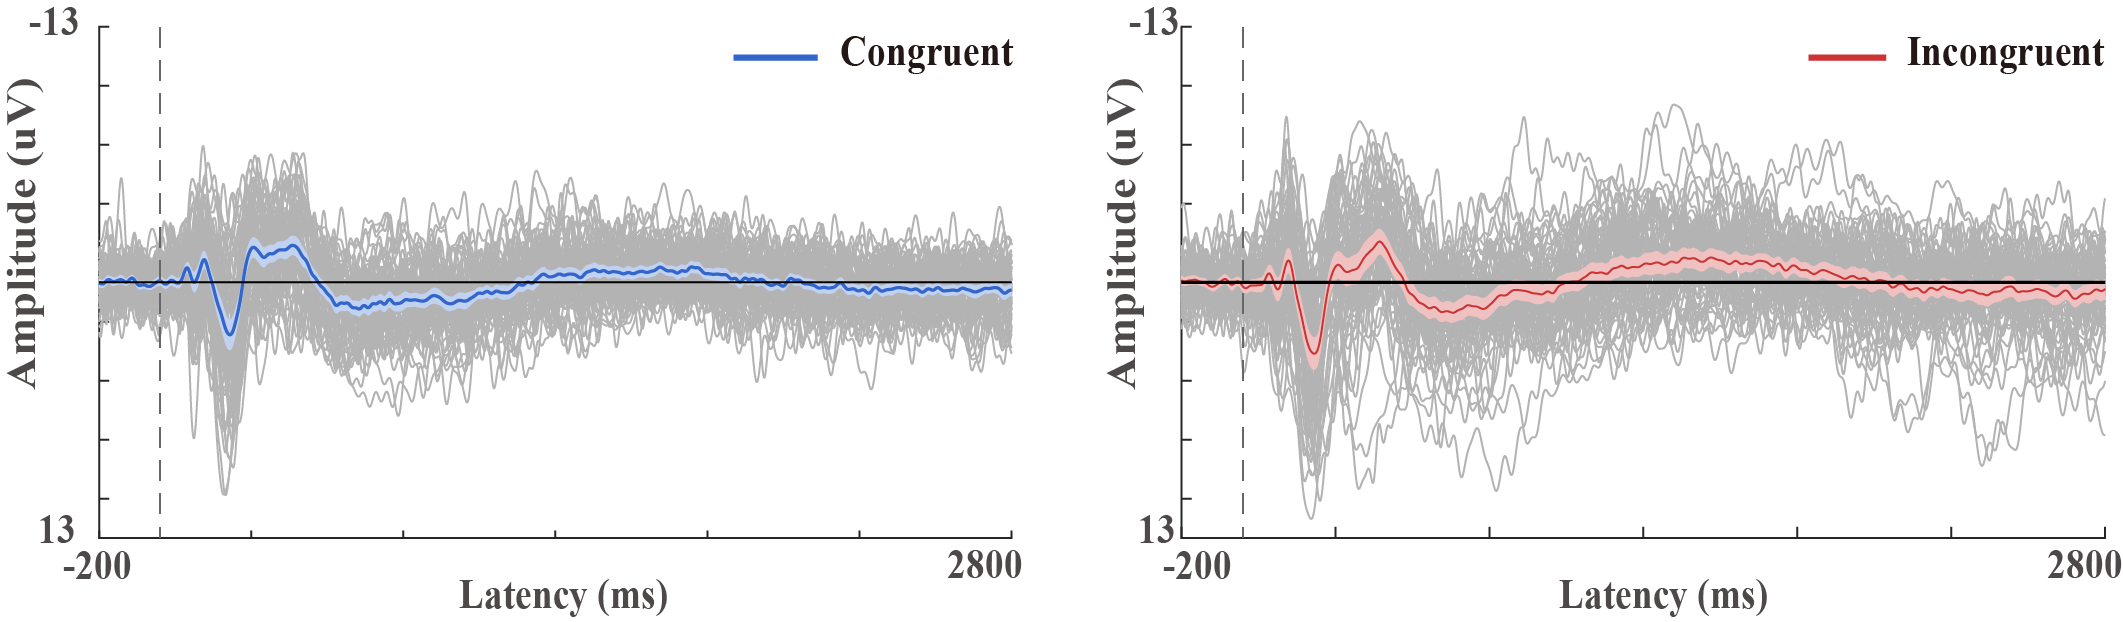 -13
Congruent
Amplitude (uV)
13
-200
2800
Latency (ms)
-13
Incongruent
Amplitude (uV)
13
-200
2800
Latency (ms)